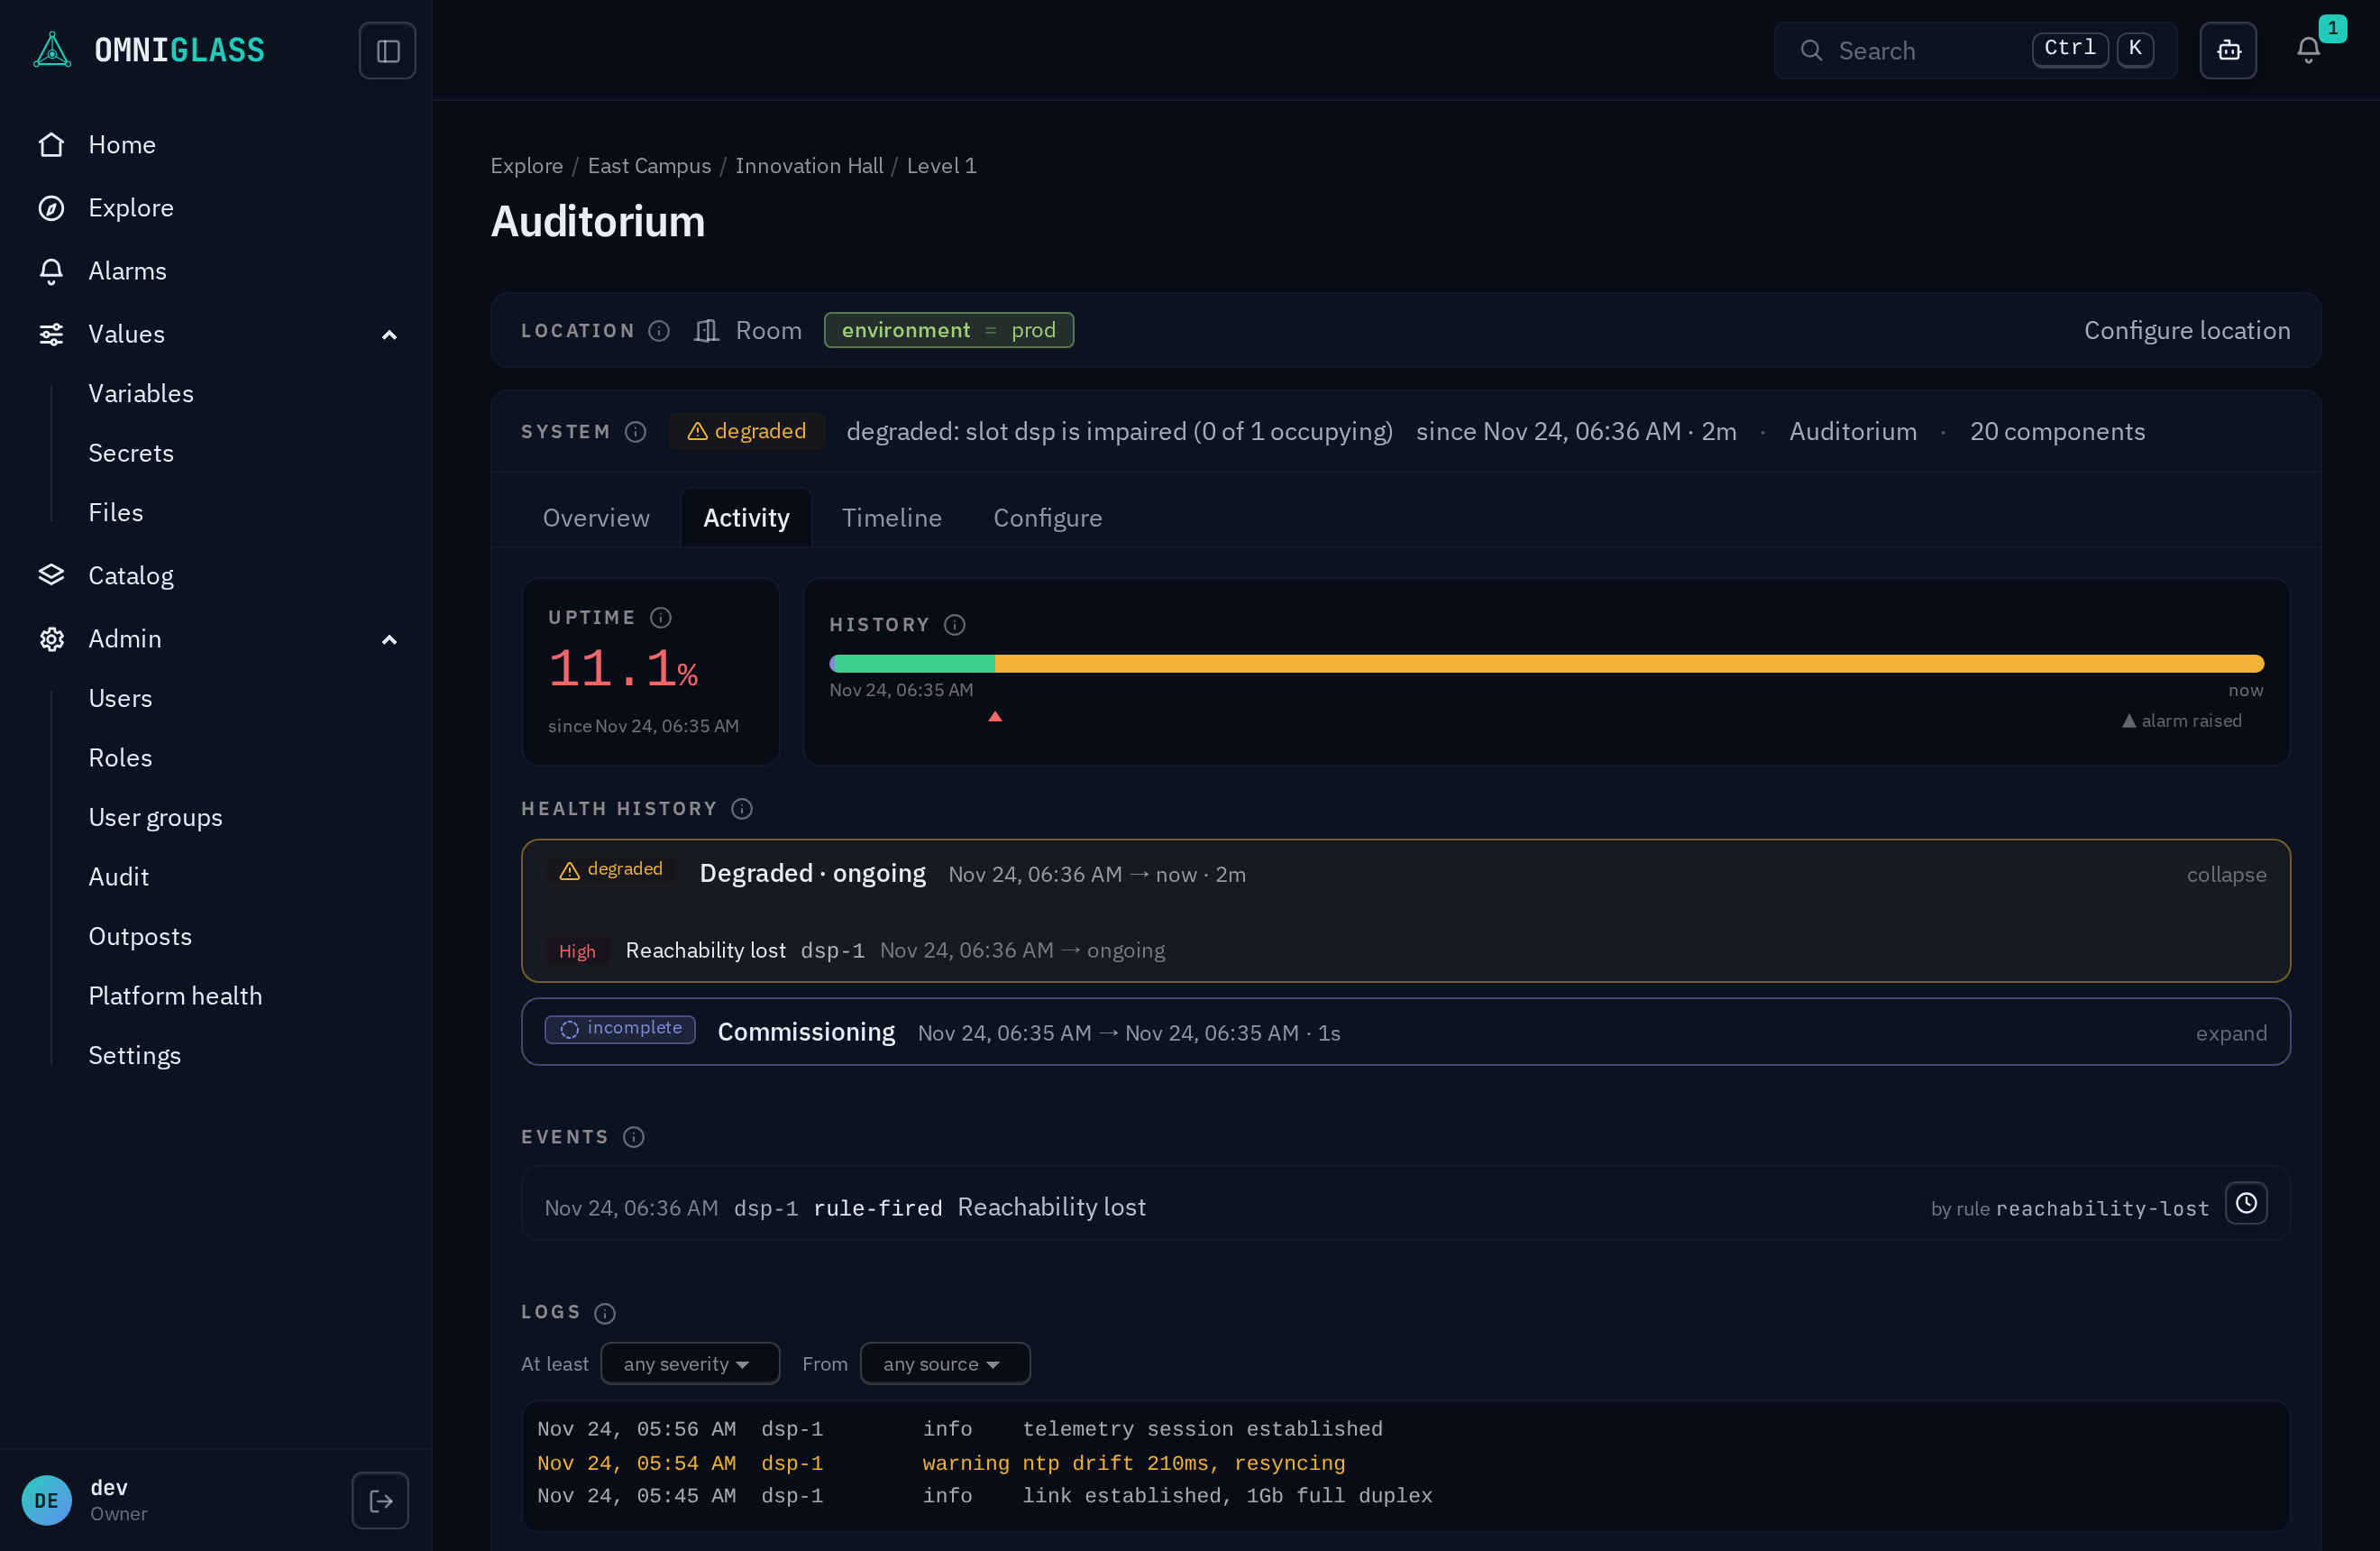 OMNIGLASS
Search Ctrl K
1
Home
Explore
Alarms
Values
Variables
Secrets
Files
Catalog
Admin
Users
Roles
User groups
Audit
Outposts
Platform health
Settings
DE dev
Owner
Explore / East Campus / Innovation Hall / Level 1
Auditorium
LOCATION Room environment = prod Configure location
SYSTEM degraded degraded: slot dsp is impaired (0 of 1 occupying) since Nov 24, 06:36 AM · 2m · Auditorium · 20 components
Overview Activity Timeline Configure
UPTIME
11.1%
since Nov 24, 06:35 AM
HISTORY
Nov 24, 06:35 AM now
▲ alarm raised
HEALTH HISTORY
degraded Degraded · ongoing Nov 24, 06:36 AM → now · 2m collapse
High Reachability lost dsp-1 Nov 24, 06:36 AM → ongoing
incomplete Commissioning Nov 24, 06:35 AM → Nov 24, 06:35 AM · 1s expand
EVENTS
Nov 24, 06:36 AM dsp-1 rule-fired Reachability lost by rule reachability-lost
LOGS
At least any severity From any source
Nov 24, 05:56 AM dsp-1 info telemetry session established
Nov 24, 05:54 AM dsp-1 warning ntp drift 210ms, resyncing
Nov 24, 05:45 AM dsp-1 info link established, 1Gb full duplex